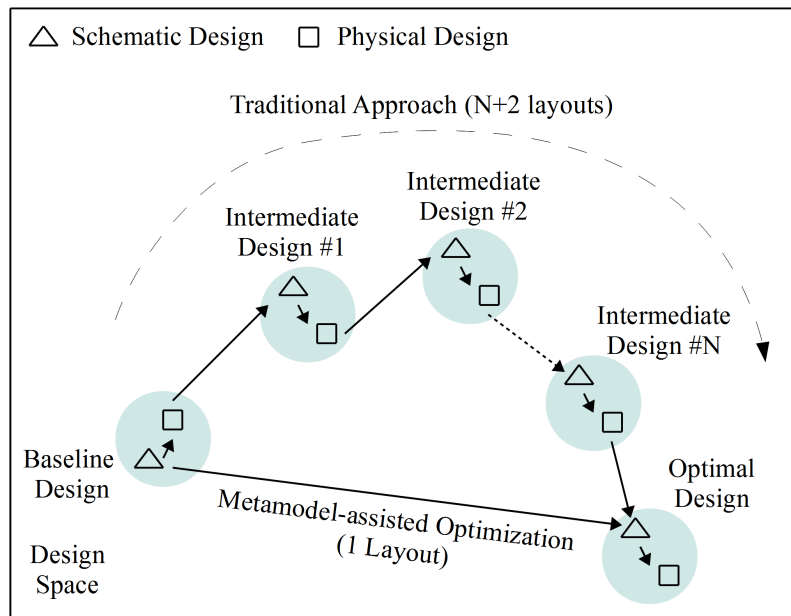 Schematic Design
Physical Design
Traditional Approach (N+2 layouts)
Intermediate
Design #2
Intermediate
Design #1
Intermediate
Design #N
Baseline
Design
Optimal
Design
Metamodel-assisted Optimization
(1 Layout)
Design
Space